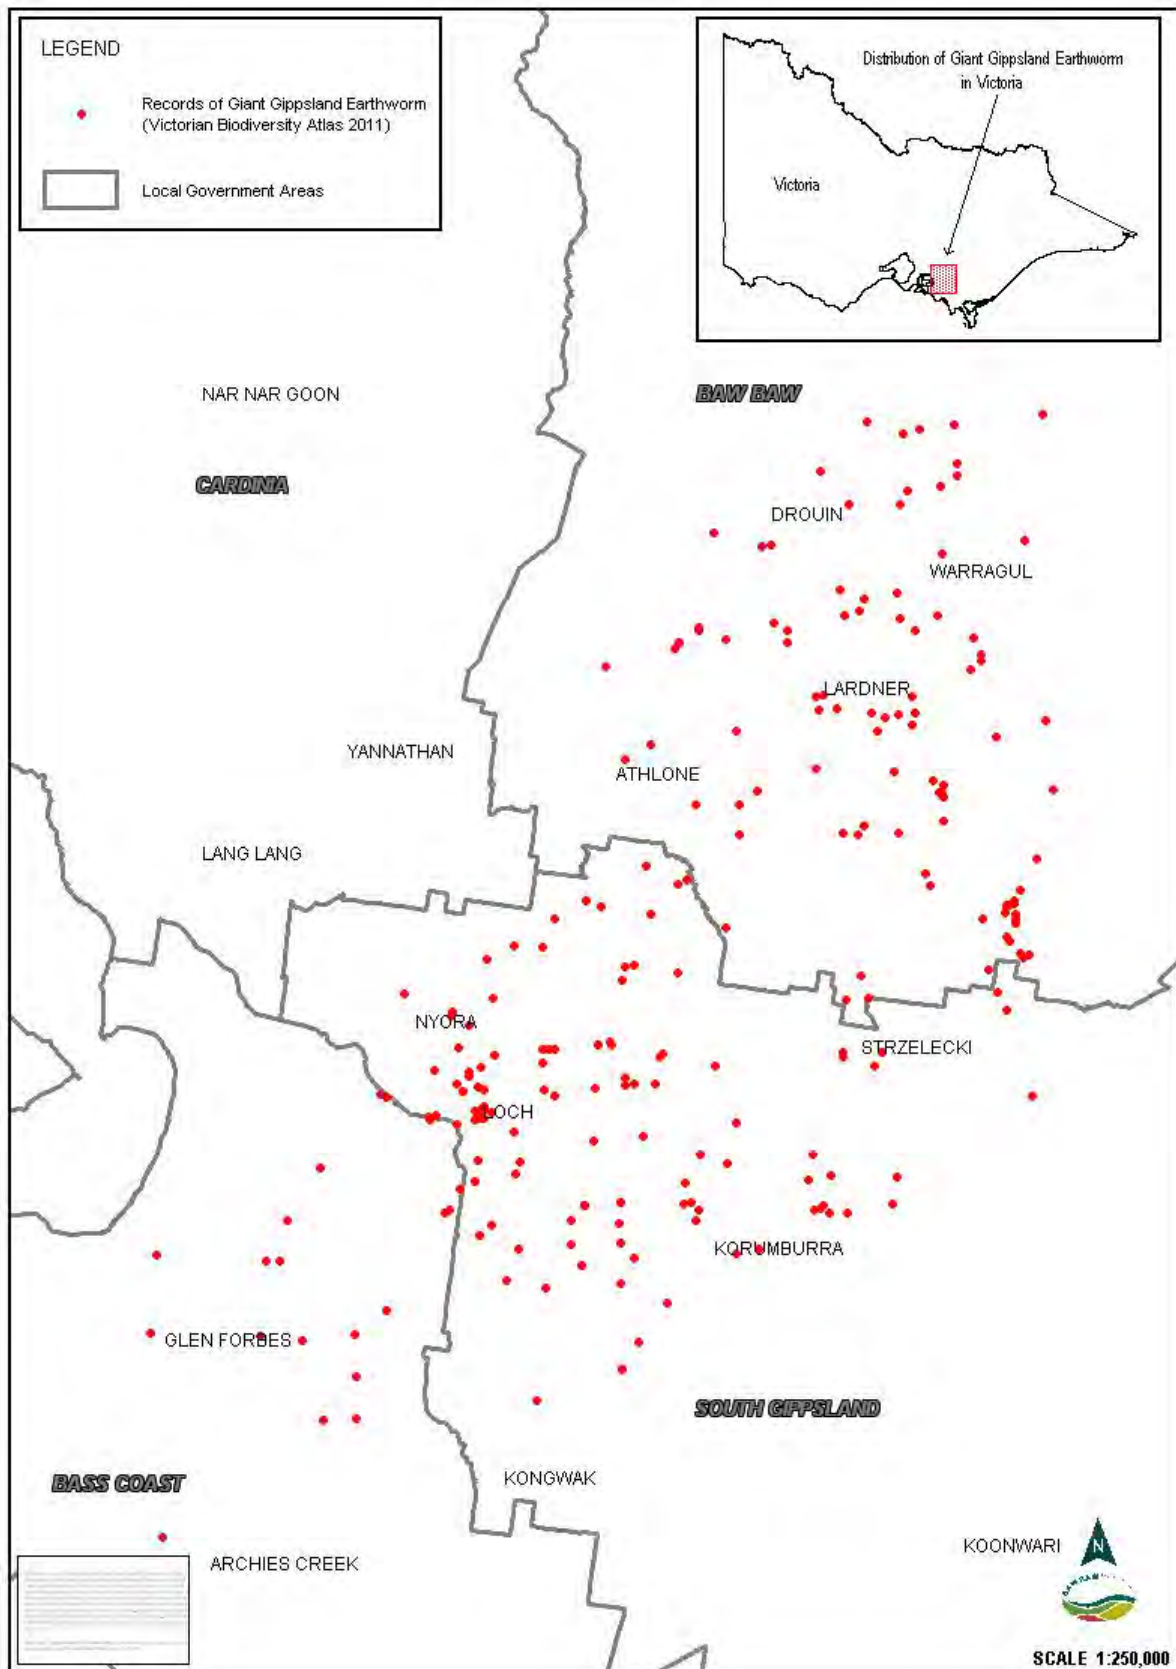 LEGEND
Records of Giant Gippsland Earthworm
(Victorian Biodiversity Atlas 2011)
Local Government Areas
Distribution of Giant Gippsland Earthworm
in Victoria
Victoria
NAR NAR GOON
BAW BAW
CARDINIA
DROUIN
WARRAGUL
LARDNER
YANNATHAN
ATHLONE
LANG LANG
NYORA
STRZELECKI
LOCH
KORUMBURRA
GLEN FORBES
SOUTH GIPPSLAND
KONGWAK
BASS COAST
KOONWARI
N
ARCHIES CREEK
SCALE 1:250,000